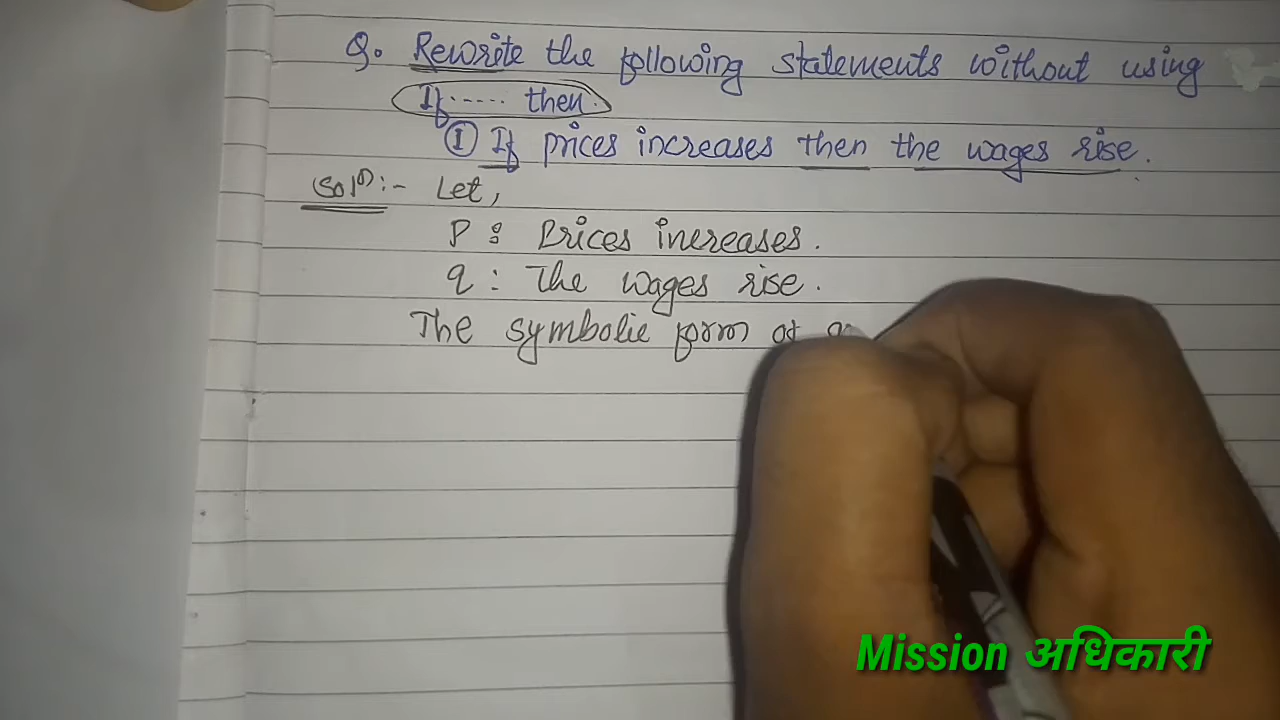 Q. Rewrite the following statements without using
If ..... then.
① If prices increases then the wages rise.
Solⁿ :- Let,
P : Prices increases.
q : The wages rise.
The symbolic form of
Mission अधिकारी